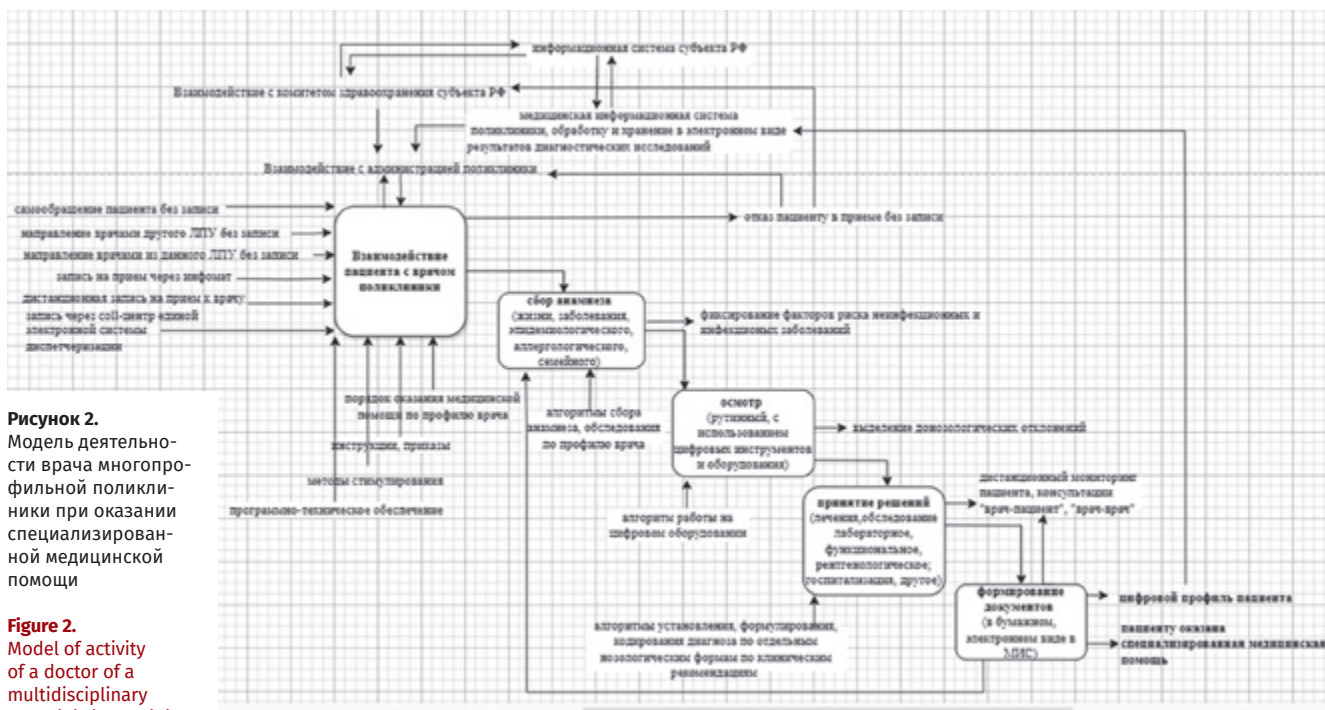 информационная система субъекта РФ
Взаимодействие с комитетом здравоохранения субъекта РФ
медицинская информационная система
поликлиники, обработку и хранение в электронном виде
результатов диагностических исследований
Взаимодействие с администрацией поликлиники
самообращение пациента без записи
отказ пациенту в приеме без записи
направление врачами другого ЛПУ без записи
направление врачами из данного ЛПУ без записи
запись на прием через инфомат
дистанционная запись на прием к врачу
запись через coll-центр единой
электронной системы
диспетчеризации
Взаимодействие
пациента с врачом
поликлиники
сбор анамнеза
(жизни, заболевания,
эпидемиологического,
аллергологического,
семейного)
фиксирование факторов риска неинфекционных и
инфекционых заболеваний
порядок оказания медицинской
помощи по профилю врача
инструкции, приказы
методы стимулирования
программно-техническое обеспечение
алгоритмы сбора
анамнеза, обследования
по профилю врача
осмотр
(рутинный, с
использованием
цифровых инструментов
и оборудования)
выделение донозологических отклонений
алгоритм работы на
цифровом оборудовании
принятие решений
(лечения,обследование
лабораторное,
функциональное,
рентгенологическое;
госпитализация, другое)
дистанционный мониторинг
пациента, консультации
"врач-пациент", "врач-врач"
алгоритмы установления, формулирования,
кодирования диагноза по отдельным
нозологическим формам по клиническим
рекомендациям
формирование
документов
(в бумажном,
электронном виде в
МИС)
цифровой профиль пациента
пациенту оказана
специализированная медицинская
помощь
Рисунок 2.
Модель деятельно-
сти врача многопро-
фильной поликли-
ники при оказании
специализирован-
ной медицинской
помощи
Figure 2.
Model of activity
of a doctor of a
multidisciplinary